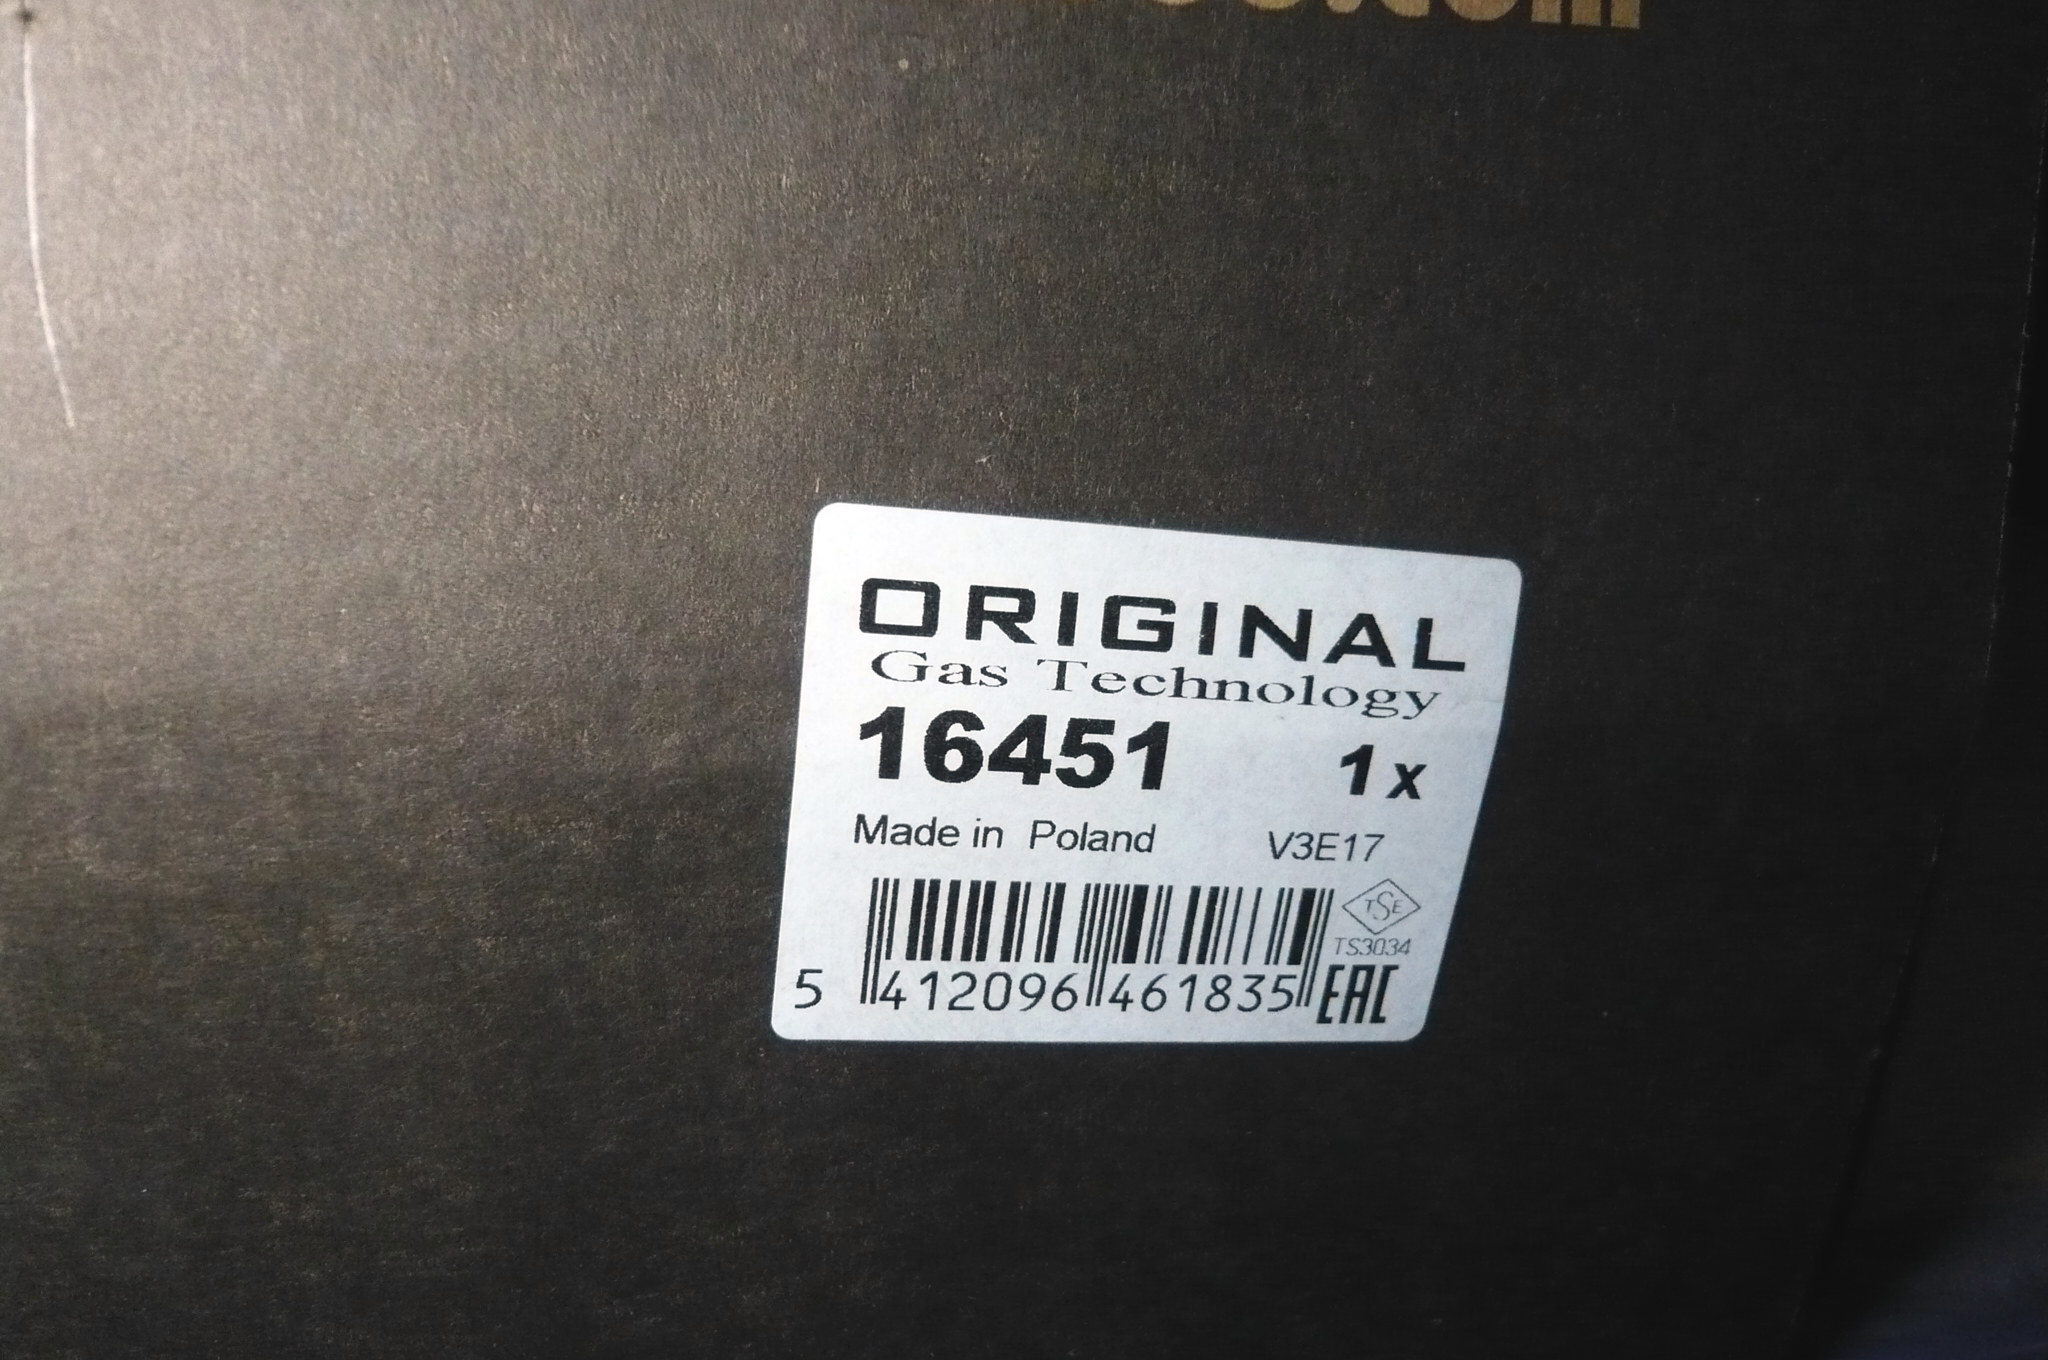 ORIGINAL
Gas Technology
16451 1x
Made in Poland V3E17
TSE
TS3034
5 412096 461835 EAC